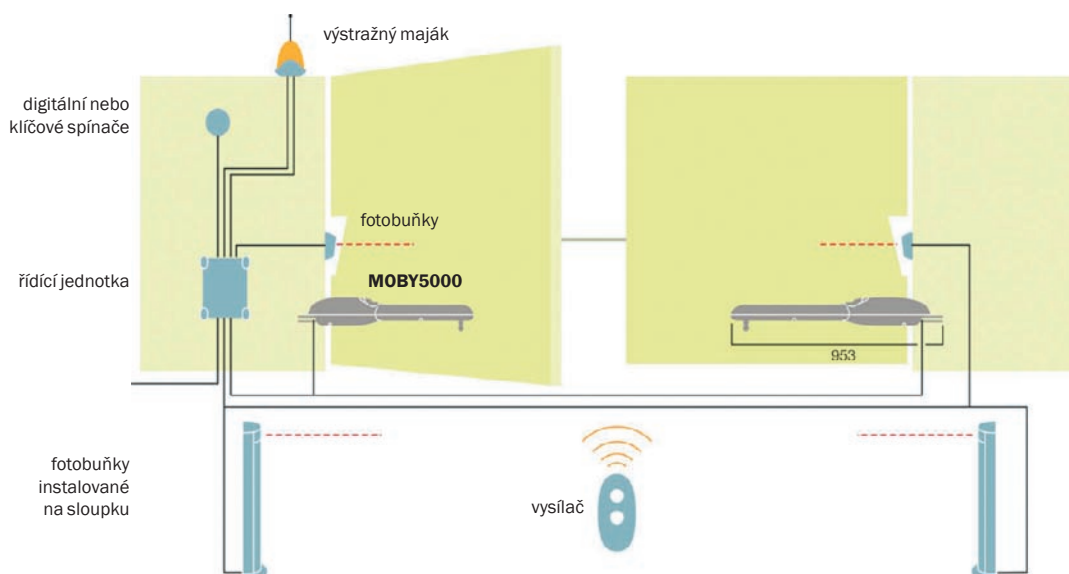 výstražný maják
digitální nebo
klíčové spínače
fotobuňky
řídící jednotka
MOBY5000
953
fotobuňky
instalované
na sloupku
vysílač